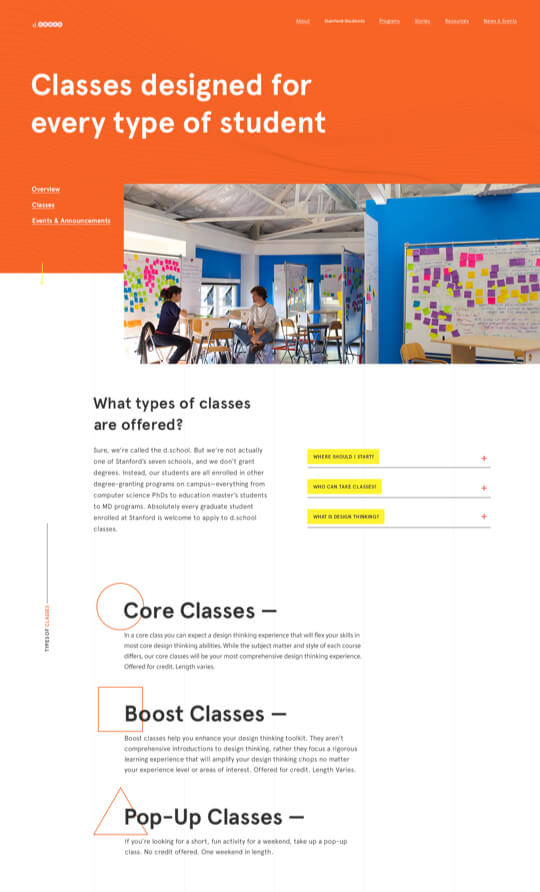 d.
About Stanford Students Programs Stories Resources News & Events
Classes designed for
every type of student
Overview
Classes
Events & Announcements
What types of classes
are offered?
Sure, we're called the d.school. But we're not actually
one of Stanford's seven schools, and we don't grant
degrees. Instead, our students are all enrolled in other
degree-granting programs on campus—everything from
computer science PhDs to education master's students
to MD programs. Absolutely every graduate student
enrolled at Stanford is welcome to apply to d.school
classes.
WHERE SHOULD I START? +
WHO CAN TAKE CLASSES? +
WHAT IS DESIGN THINKING? +
TYPES OF CLASSES
Core Classes —
In a core class you can expect a design thinking experience that will flex your skills in
most core design thinking abilities. While the subject matter and style of each course
differs, our core classes will be your most comprehensive design thinking experience.
Offered for credit. Length varies.
Boost Classes —
Boost classes help you enhance your design thinking toolkit. They aren't
comprehensive introductions to design thinking, rather they focus a rigorous
learning experience that will amplify your design thinking chops no matter
your experience level or areas of interest. Offered for credit. Length Varies.
Pop-Up Classes —
If you're looking for a short, fun activity for a weekend, take up a pop-up
class. No credit offered. One weekend in length.